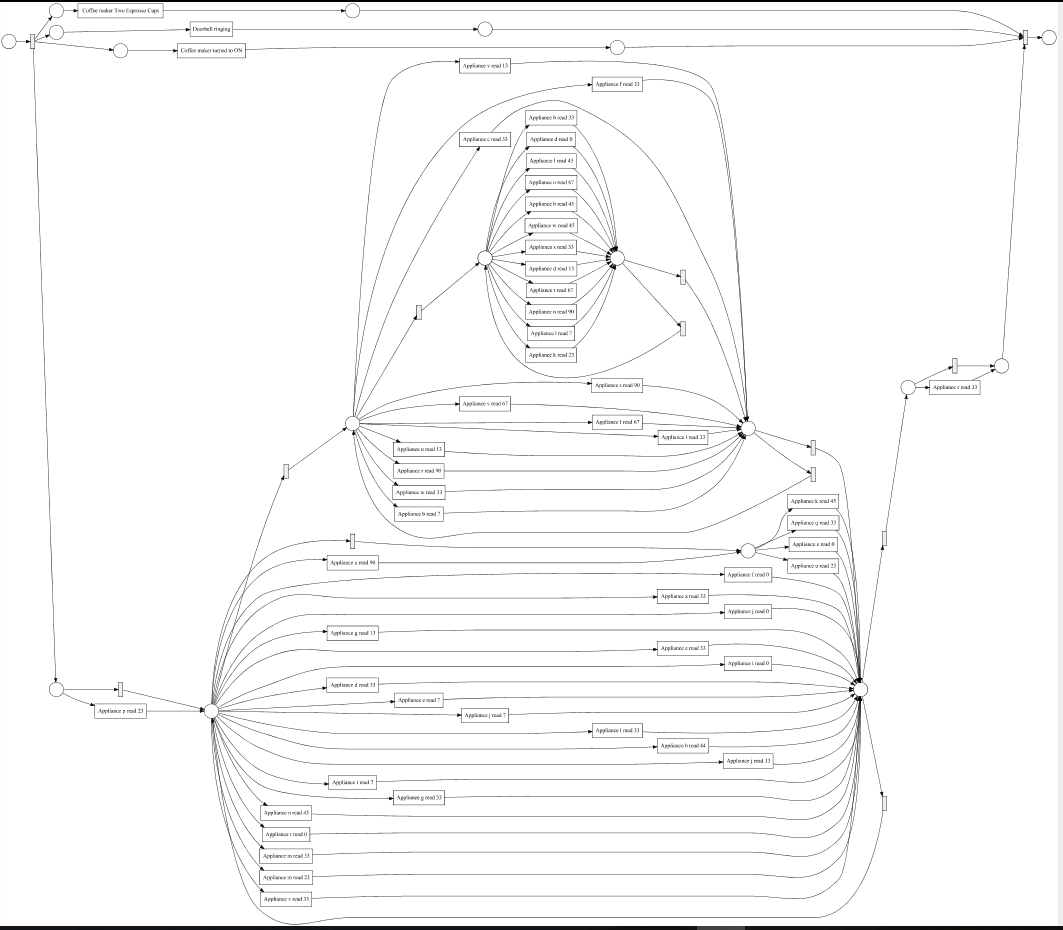 Coffee maker Two Espresso Cups
Doorbell ringing
Coffee maker turned to ON
Appliance v read 13
Appliance f read 33
Appliance b read 33
Appliance c read 33
Appliance d read 0
Appliance l read 45
Appliance o read 67
Appliance b read 45
Appliance w read 45
Appliance s read 33
Appliance d read 13
Appliance t read 67
Appliance n read 90
Appliance l read 7
Appliance k read 23
Appliance s read 90
Appliance r read 33
Appliance v read 67
Appliance l read 67
Appliance i read 33
Appliance n read 13
Appliance r read 90
Appliance w read 33
Appliance k read 45
Appliance b read 7
Appliance q read 33
Appliance e read 0
Appliance u read 90
Appliance u read 23
Appliance f read 0
Appliance a read 33
Appliance j read 0
Appliance g read 13
Appliance e read 33
Appliance i read 0
Appliance d read 33
Appliance e read 7
Appliance p read 23
Appliance j read 7
Appliance l read 33
Appliance b read 44
Appliance j read 33
Appliance t read 7
Appliance g read 33
Appliance n read 45
Appliance r read 0
Appliance m read 33
Appliance m read 23
Appliance v read 33